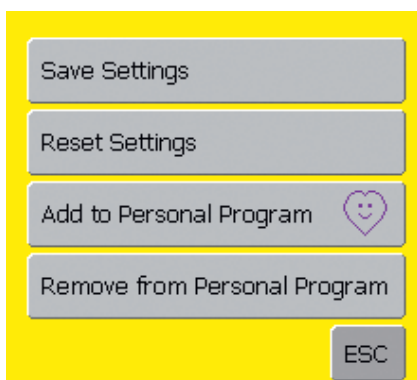 Save Settings
Reset Settings
Add to Personal Program
Remove from Personal Program
ESC